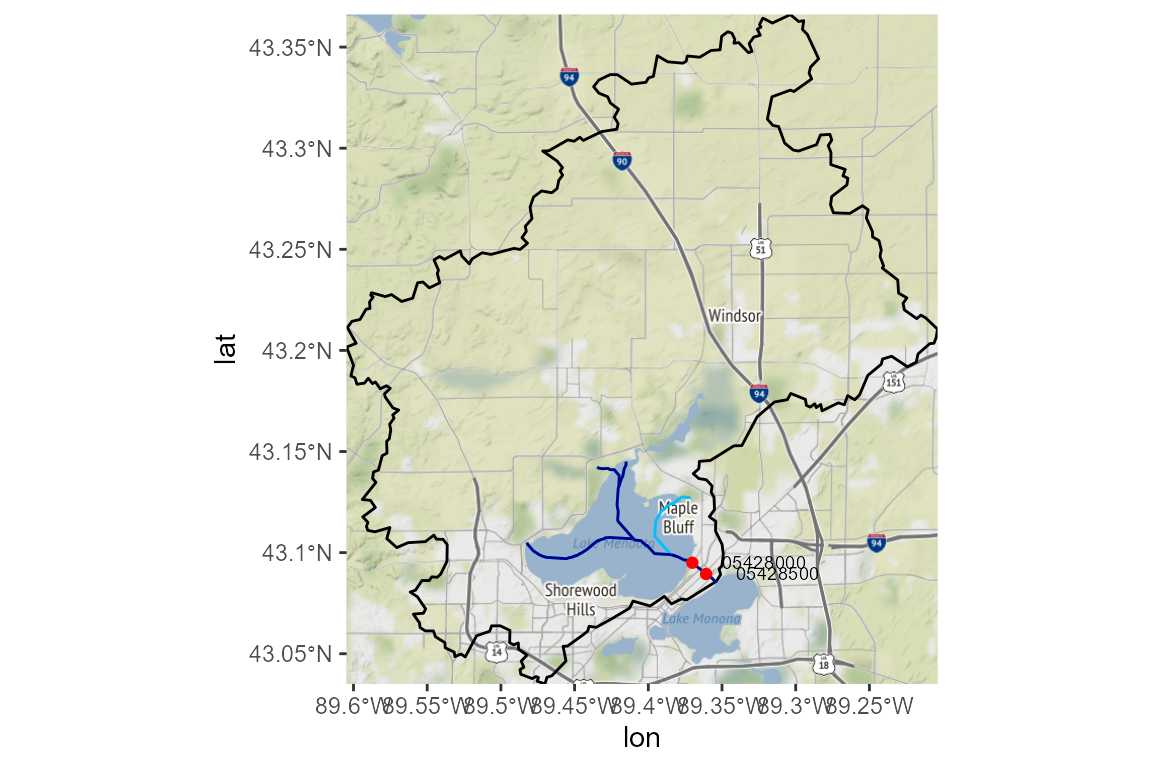 43.35°N
94
43.3°N
90
43.25°N
51
Windsor
lat
43.2°N
151
94
43.15°N
Maple
Bluff
43.1°N
Lake Mendota
94
05428000
05428500
Shorewood
Hills
Lake Monona
43.05°N
14
18
89.6°W 89.55°W 89.5°W 89.45°W 89.4°W 89.35°W 89.3°W 89.25°W
lon